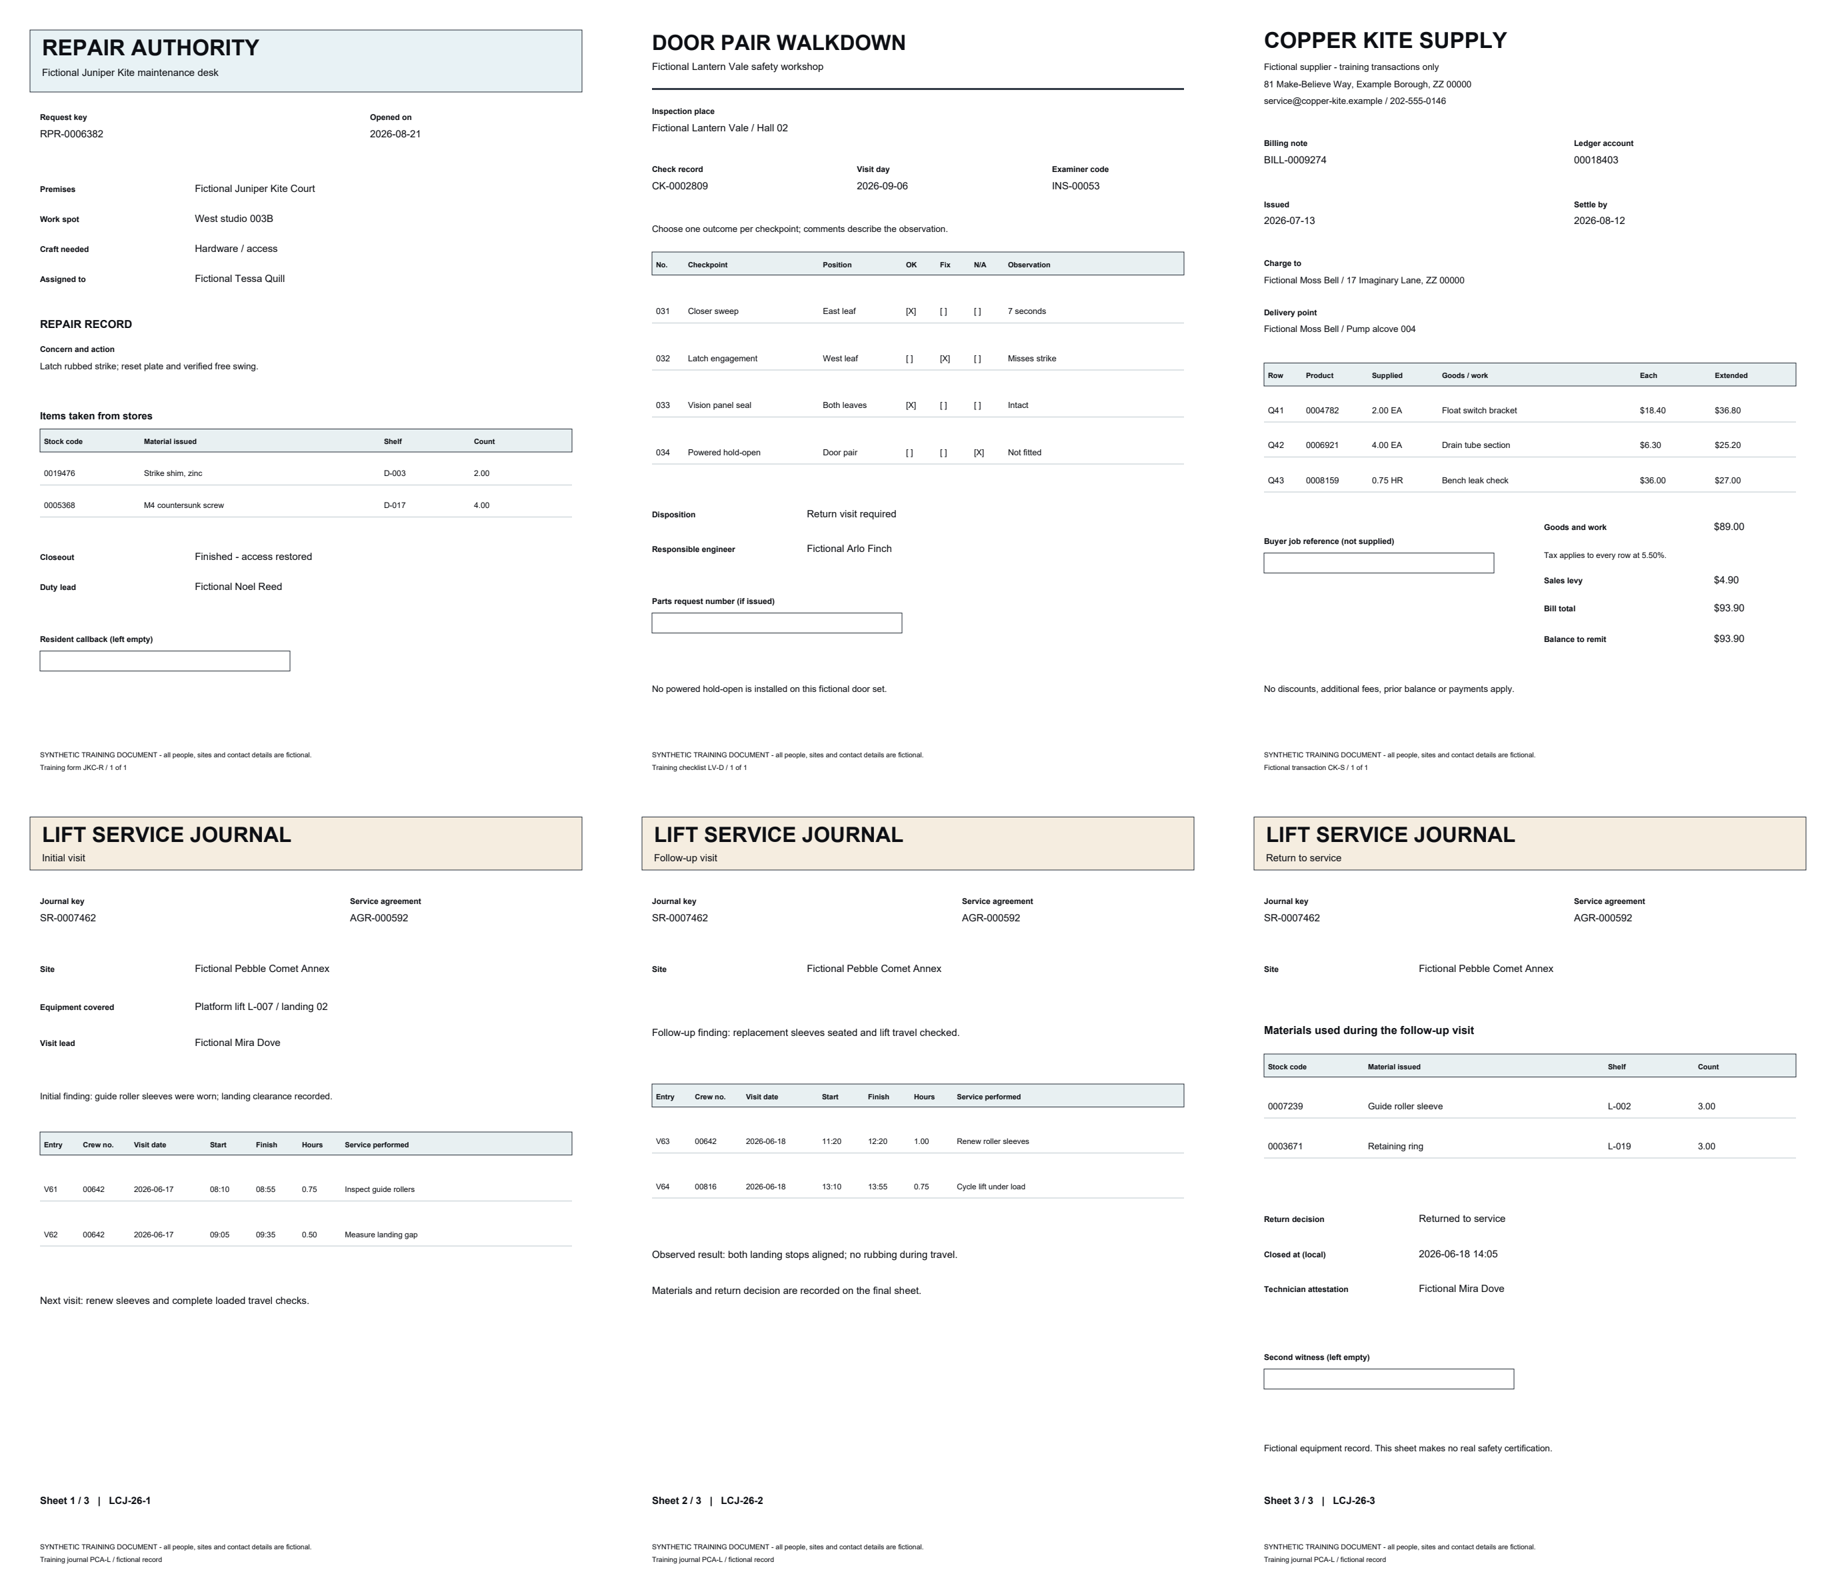 REPAIR AUTHORITY
Fictional Juniper Kite maintenance desk
Request key Opened on
RPR-0006382 2026-08-21
Premises Fictional Juniper Kite Court
Work spot West studio 003B
Craft needed Hardware / access
Assigned to Fictional Tessa Quill
REPAIR RECORD
Concern and action
Latch rubbed strike; reset plate and verified free swing.
Items taken from stores
Stock code Material issued Shelf Count
0019476 Strike shim, zinc D-003 2.00
0005368 M4 countersunk screw D-017 4.00
Closeout Finished - access restored
Duty lead Fictional Noel Reed
Resident callback (left empty)
SYNTHETIC TRAINING DOCUMENT - all people, sites and contact details are fictional.
Training form JKC-R / 1 of 1
DOOR PAIR WALKDOWN
Fictional Lantern Vale safety workshop
Inspection place
Fictional Lantern Vale / Hall 02
Check record Visit day Examiner code
CK-0002809 2026-09-06 INS-00053
Choose one outcome per checkpoint; comments describe the observation.
No. Checkpoint Position OK Fix N/A Observation
031 Closer sweep East leaf [X] [ ] [ ] 7 seconds
032 Latch engagement West leaf [ ] [X] [ ] Misses strike
033 Vision panel seal Both leaves [X] [ ] [ ] Intact
034 Powered hold-open Door pair [ ] [ ] [X] Not fitted
Disposition Return visit required
Responsible engineer Fictional Arlo Finch
Parts request number (if issued)
No powered hold-open is installed on this fictional door set.
SYNTHETIC TRAINING DOCUMENT - all people, sites and contact details are fictional.
Training checklist LV-D / 1 of 1
COPPER KITE SUPPLY
Fictional supplier - training transactions only
81 Make-Believe Way, Example Borough, ZZ 00000
service@copper-kite.example / 202-555-0146
Billing note Ledger account
BILL-0009274 00018403
Issued Settle by
2026-07-13 2026-08-12
Charge to
Fictional Moss Bell / 17 Imaginary Lane, ZZ 00000
Delivery point
Fictional Moss Bell / Pump alcove 004
Row Product Supplied Goods / work Each Extended
Q41 0004782 2.00 EA Float switch bracket $18.40 $36.80
Q42 0006921 4.00 EA Drain tube section $6.30 $25.20
Q43 0008159 0.75 HR Bench leak check $36.00 $27.00
Goods and work $89.00
Buyer job reference (not supplied)
Tax applies to every row at 5.50%.
Sales levy $4.90
Bill total $93.90
Balance to remit $93.90
No discounts, additional fees, prior balance or payments apply.
SYNTHETIC TRAINING DOCUMENT - all people, sites and contact details are fictional.
Fictional transaction CK-S / 1 of 1
LIFT SERVICE JOURNAL
Initial visit
Journal key Service agreement
SR-0007462 AGR-000592
Site Fictional Pebble Comet Annex
Equipment covered Platform lift L-007 / landing 02
Visit lead Fictional Mira Dove
Initial finding: guide roller sleeves were worn; landing clearance recorded.
Entry Crew no. Visit date Start Finish Hours Service performed
V61 00642 2026-06-17 08:10 08:55 0.75 Inspect guide rollers
V62 00642 2026-06-17 09:05 09:35 0.50 Measure landing gap
Next visit: renew sleeves and complete loaded travel checks.
Sheet 1 / 3 | LCJ-26-1
SYNTHETIC TRAINING DOCUMENT - all people, sites and contact details are fictional.
Training journal PCA-L / fictional record
LIFT SERVICE JOURNAL
Follow-up visit
Journal key Service agreement
SR-0007462 AGR-000592
Site Fictional Pebble Comet Annex
Follow-up finding: replacement sleeves seated and lift travel checked.
Entry Crew no. Visit date Start Finish Hours Service performed
V63 00642 2026-06-18 11:20 12:20 1.00 Renew roller sleeves
V64 00816 2026-06-18 13:10 13:55 0.75 Cycle lift under load
Observed result: both landing stops aligned; no rubbing during travel.
Materials and return decision are recorded on the final sheet.
Sheet 2 / 3 | LCJ-26-2
SYNTHETIC TRAINING DOCUMENT - all people, sites and contact details are fictional.
Training journal PCA-L / fictional record
LIFT SERVICE JOURNAL
Return to service
Journal key Service agreement
SR-0007462 AGR-000592
Site Fictional Pebble Comet Annex
Materials used during the follow-up visit
Stock code Material issued Shelf Count
0007239 Guide roller sleeve L-002 3.00
0003671 Retaining ring L-019 3.00
Return decision Returned to service
Closed at (local) 2026-06-18 14:05
Technician attestation Fictional Mira Dove
Second witness (left empty)
Fictional equipment record. This sheet makes no real safety certification.
Sheet 3 / 3 | LCJ-26-3
SYNTHETIC TRAINING DOCUMENT - all people, sites and contact details are fictional.
Training journal PCA-L / fictional record